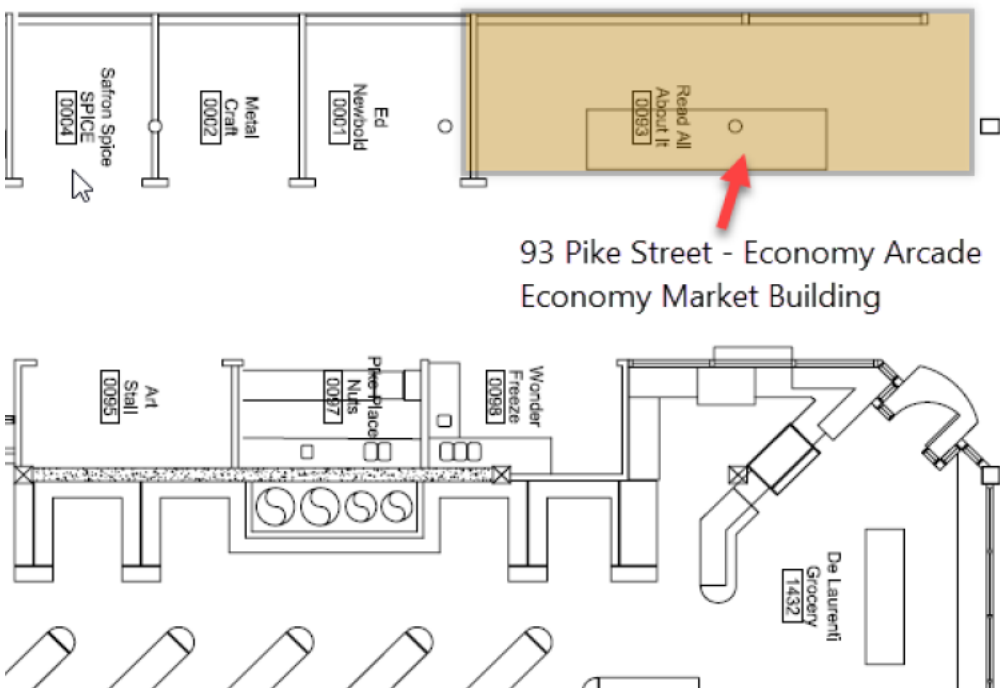 Safron Spice
SPICE
0004
Metal
Craft
0002
Ed
Newbold
0001
Read All
About It
0093
93 Pike Street - Economy Arcade
Economy Market Building
Art
Stall
0095
Pike Place
Nuts
0097
Wonder
Freeze
0098
De Laurenti
Grocery
1432